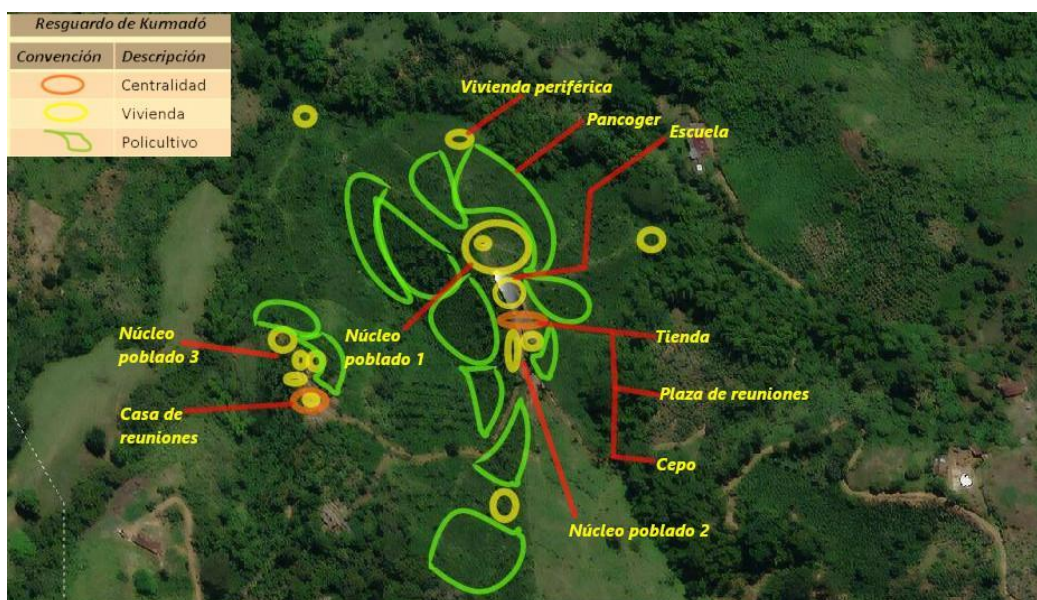 Resguardo de Kurmadó
Convención Descripción
Centralidad
Vivienda
Policultivo
Vivienda periférica
Pancoger
Escuela
Núcleo
poblado 3
Núcleo
poblado 1
Tienda
Casa de
reuniones
Plaza de reuniones
Cepo
Núcleo poblado 2